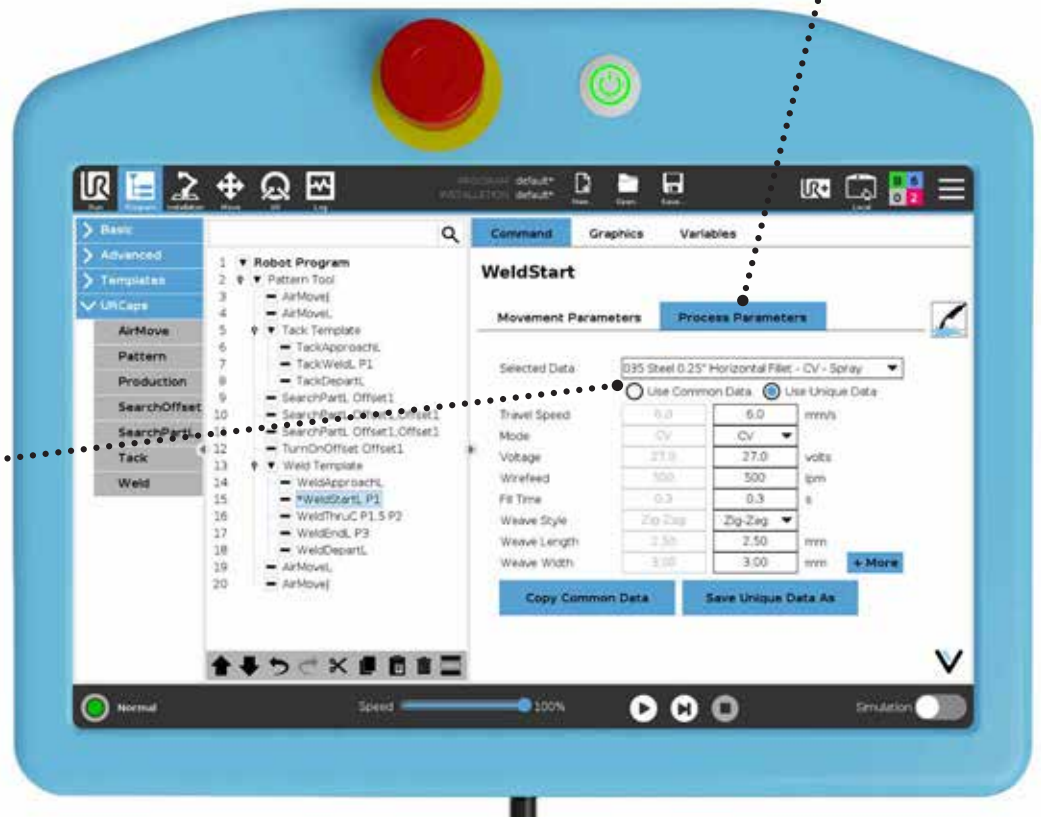 UR
Run
Program
Installation
Move
I/O
Log
PROGRAM default*
INSTALLATION default*
New...
Open...
Save...
UR+
Local
Basic
Advanced
Templates
URCaps
AirMove
Pattern
Production
SearchOffset
SearchPartL
Tack
Weld
1 Robot Program
2 Pattern Tool
3 AirMoveJ
4 AirMoveL
5 Tack Template
6 TackApproachL
7 TackWeldL P1
8 TackDepartL
9 SearchPartL Offset1
10 SearchPartL Offset1,Offset1
11 SearchPartL Offset1,Offset1
12 TurnOnOffset Offset1
13 Weld Template
14 WeldApproachL
15 *WeldStartL P1
16 WeldThruC P1.5 P2
17 WeldEndL P3
18 WeldDepartL
19 AirMoveL
20 AirMoveJ
Command Graphics Variables
WeldStart
Movement Parameters Process Parameters
Selected Data 035 Steel 0.25" Horizontal Fillet - CV - Spray
Use Common Data Use Unique Data
Travel Speed 6.0 6.0 mm/s
Mode CV CV
Voltage 27.0 27.0 volts
Wirefeed 500 500 ipm
Fill Time 0.3 0.3 s
Weave Style Zig-Zag Zig-Zag
Weave Length 2.50 2.50 mm
Weave Width 3.00 3.00 mm + More
Copy Common Data Save Unique Data As
Normal
Speed 100%
Simulation